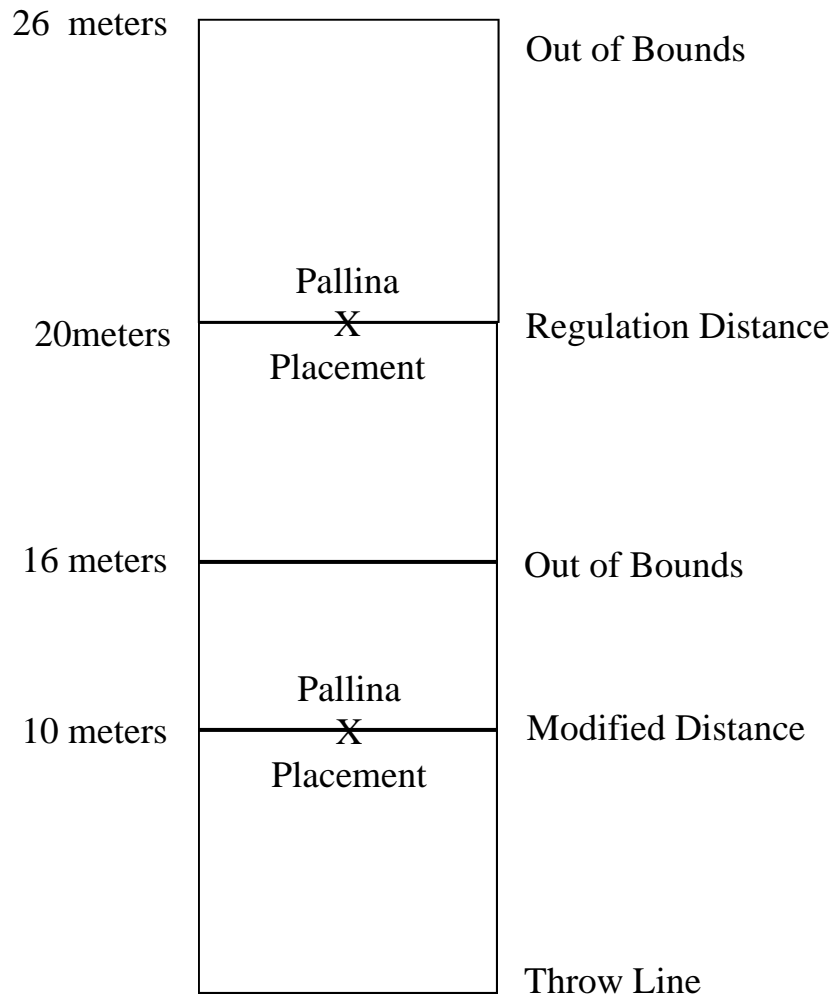 26 meters
Out of Bounds
Pallina
X
20meters
Regulation Distance
Placement
16 meters
Out of Bounds
Pallina
X
10 meters
Modified Distance
Placement
Throw Line